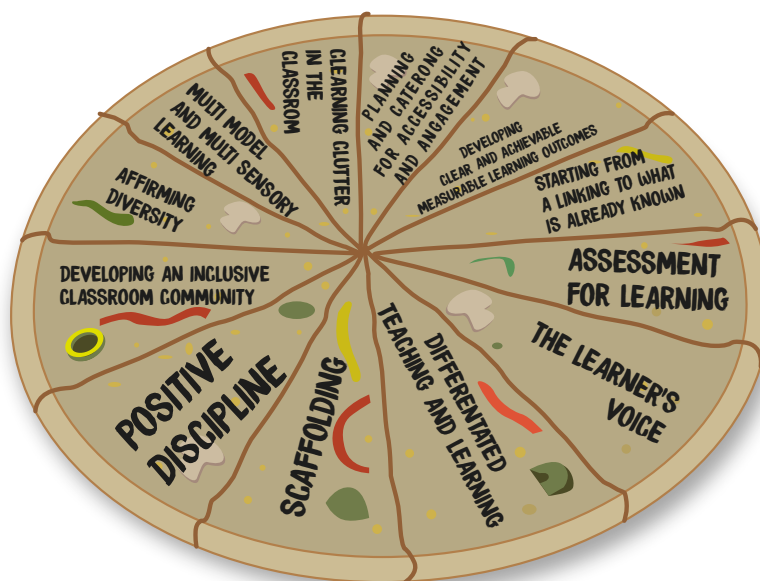 CLEARNING CLUTTER
IN THE
CLASSROM
PLANNING
AND CATERONG
FOR ACCESSIBILITY
AND ANGAGEMENT
DEVELOPING
CLEAR AND ACHIEVABLE
MEASURABLE LEARNING OUTCOMES
STARTING FROM
A LINKING TO WHAT
IS ALREADY KNOWN
ASSESSMENT
FOR LEARNING
THE LEARNER'S
VOICE
DIFFERENTATED
TEACHING AND LEARNING
SCAFFOLDING
POSITIVE
DISCIPLINE
DEVELOPING AN INCLUSIVE
CLASSROOM COMMUNITY
AFFIRMING
DIVERSITY
MULTI MODEL
AND MULTI SENSORY
LEARNING